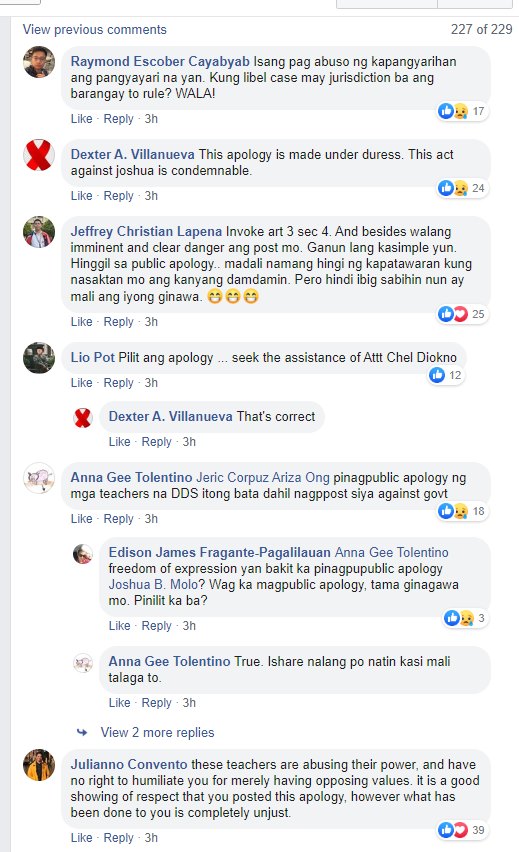 View previous comments 227 of 229
Raymond Escober Cayabyab Isang pag abuso ng kapangyarihan
ang pangyayari na yan. Kung libel case may jurisdiction ba ang
barangay to rule? WALA!
17
Like · Reply · 3h
Dexter A. Villanueva This apology is made under duress. This act
against joshua is condemnable.
24
Like · Reply · 3h
Jeffrey Christian Lapena Invoke art 3 sec 4. And besides walang
imminent and clear danger ang post mo. Ganun lang kasimple yun.
Hinggil sa public apology.. madali namang hingi ng kapatawaran kung
nasaktan mo ang kanyang damdamin. Pero hindi ibig sabihin nun ay
mali ang iyong ginawa. 😁😁😁
25
Like · Reply · 3h
Lio Pot Pilit ang apology ... seek the assistance of Attt Chel Diokno
12
Like · Reply · 3h
Dexter A. Villanueva That's correct
Like · Reply · 3h
Anna Gee Tolentino Jeric Corpuz Ariza Ong pinagpublic apology ng
mga teachers na DDS itong bata dahil nagppost siya against govt
18
Like · Reply · 3h
Edison James Fragante-Pagalilauan Anna Gee Tolentino
freedom of expression yan bakit ka pinagpupublic apology
Joshua B. Molo? Wag ka magpublic apology, tama ginagawa
mo. Pinilit ka ba?
3
Like · Reply · 3h
Anna Gee Tolentino True. Ishare nalang po natin kasi mali
talaga to.
Like · Reply · 3h
View 2 more replies
Julianno Convento these teachers are abusing their power, and have
no right to humiliate you for merely having opposing values. it is a good
showing of respect that you posted this apology, however what has
been done to you is completely unjust.
39
Like · Reply · 3h